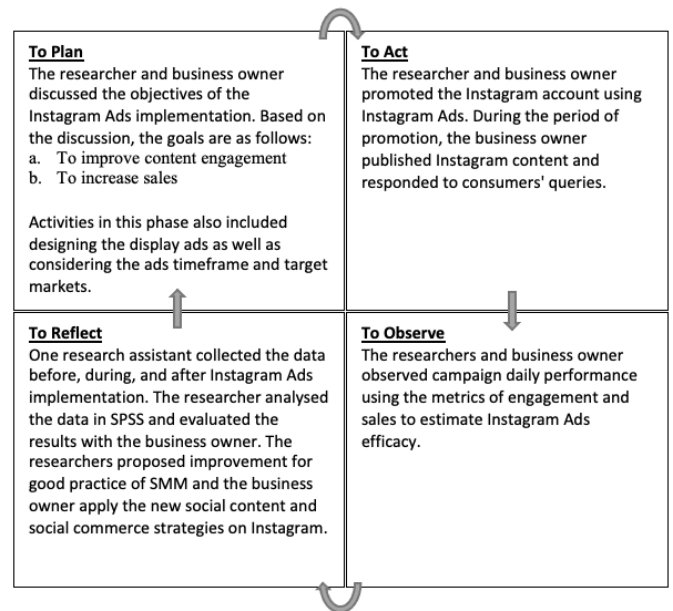 To Plan
The researcher and business owner
discussed the objectives of the
Instagram Ads implementation. Based on
the discussion, the goals are as follows:
a. To improve content engagement
b. To increase sales
Activities in this phase also included
designing the display ads as well as
considering the ads timeframe and target
markets.
To Act
The researcher and business owner
promoted the Instagram account using
Instagram Ads. During the period of
promotion, the business owner
published Instagram content and
responded to consumers' queries.
To Reflect
One research assistant collected the data
before, during, and after Instagram Ads
implementation. The researcher analysed
the data in SPSS and evaluated the
results with the business owner. The
researchers proposed improvement for
good practice of SMM and the business
owner apply the new social content and
social commerce strategies on Instagram.
To Observe
The researchers and business owner
observed campaign daily performance
using the metrics of engagement and
sales to estimate Instagram Ads
efficacy.